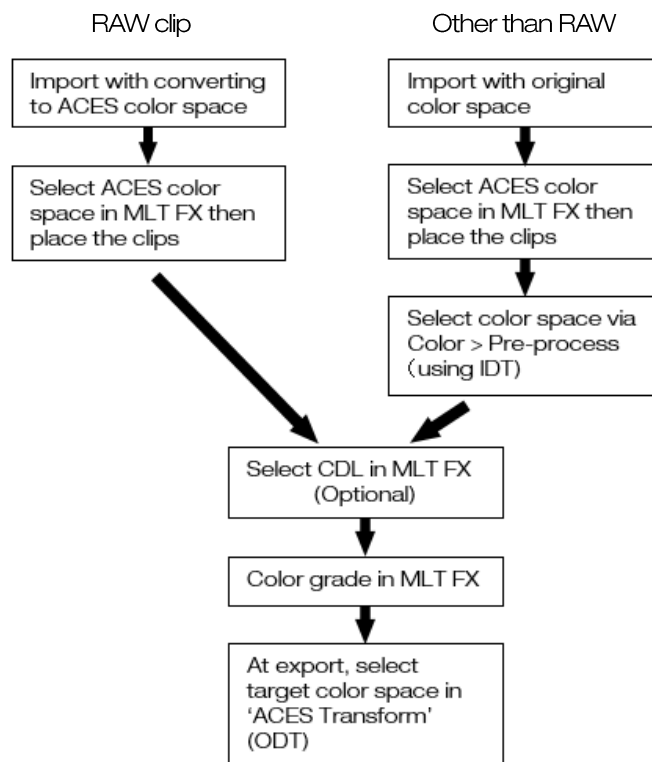 RAW clip
Other than RAW
Import with converting
to ACES color space
Import with original
color space
Select ACES color
space in MLT FX then
place the clips
Select ACES color
space in MLT FX then
place the clips
Select color space via
Color > Pre-process
(using IDT)
Select CDL in MLT FX
(Optional)
Color grade in MLT FX
At export, select
target color space in
‘ACES Transform’
(ODT)